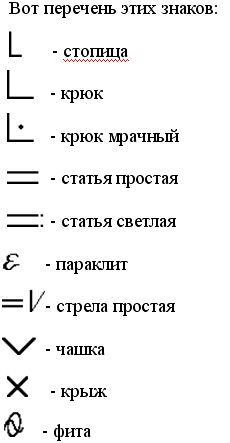 Вот перечень этих знаков:
- стопица
- крюк
- крюк мрачный
- статья простая
- статья светлая
- параклит
- стрела простая
- чашка
- крыж
- фита